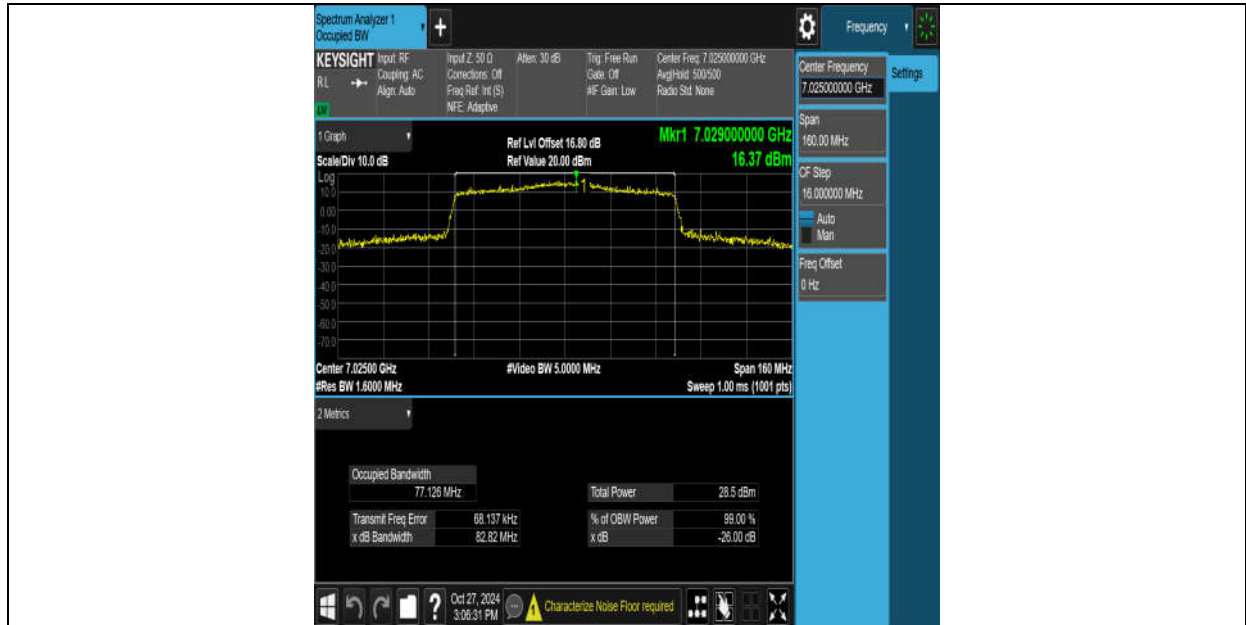 Spectrum Analyzer 1
Occupied BW
+
Frequency
Settings
KEYSIGHT
R L
Input: RF
Coupling: AC
Align: Auto
Input Z: 50 Ω
Corrections: Off
Freq Ref: Int (S)
NFE: Adaptive
Atten: 30 dB
Trig: Free Run
Gate: Off
#IF Gain: Low
Center Freq: 7.025000000 GHz
Avg|Hold: 500/500
Radio Std: None
Center Frequency
7.025000000 GHz
Span
160.00 MHz
CF Step
16.000000 MHz
Auto
Man
Freq Offset
0 Hz
1 Graph
Scale/Div 10.0 dB
Ref Lvl Offset 16.80 dB
Ref Value 20.00 dBm
Mkr1 7.029000000 GHz
16.37 dBm
Log
10.0
0.00
-10.0
-20.0
-30.0
-40.0
-50.0
-60.0
-70.0
1
Center 7.02500 GHz
#Video BW 5.0000 MHz
Span 160 MHz
#Res BW 1.6000 MHz
Sweep 1.00 ms (1001 pts)
2 Metrics
Occupied Bandwidth
77.126 MHz
Total Power 28.5 dBm
Transmit Freq Error 68.137 kHz
% of OBW Power 99.00 %
x dB Bandwidth 82.82 MHz
x dB -26.00 dB
?
Oct 27, 2024
3:06:31 PM
Characterize Noise Floor required